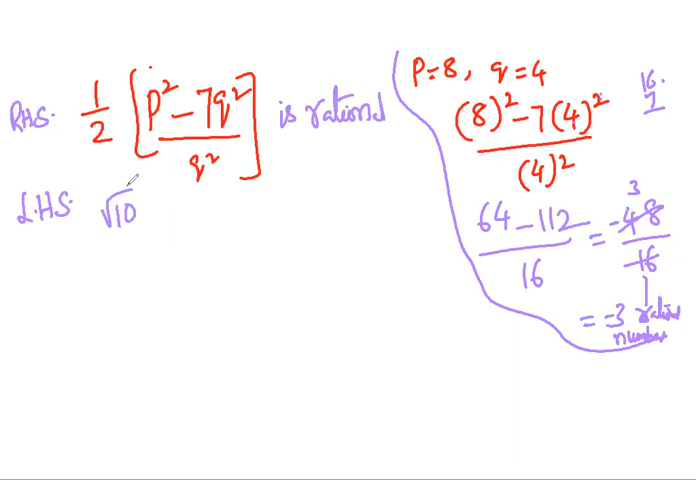 RHS. 1/2 [p² - 7q² / q²] is rational
L.H.S. √10
P=8, q=4
(8)² - 7(4)² / (4)²
16.
7
64 - 112 / 16 = -48 / 16
3
1
= -3 rational
number